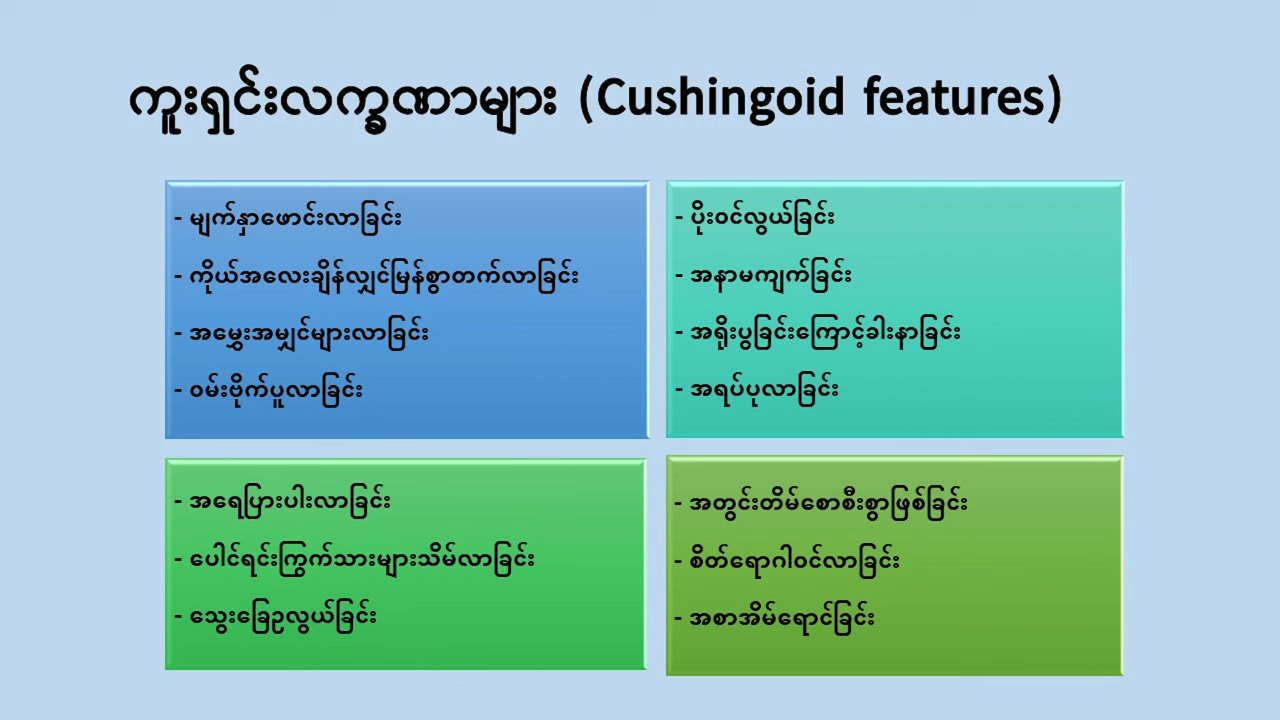 ကူးရှင်းလက္ခဏာများ (Cushingoid features)
- မျက်နှာဖောင်းလာခြင်း
- ကိုယ်အလေးချိန်လျှင်မြန်စွာတက်လာခြင်း
- အမွှေးအမျှင်များလာခြင်း
- ဝမ်းဗိုက်ပူလာခြင်း
- ပိုးဝင်လွယ်ခြင်း
- အနာမကျက်ခြင်း
- အရိုးပွခြင်းကြောင့်ခါးနာခြင်း
- အရပ်ပုလာခြင်း
- အရေပြားပါးလာခြင်း
- ပေါင်ရင်းကြွက်သားများသိမ်လာခြင်း
- သွေးခြေဥလွယ်ခြင်း
- အတွင်းတိမ်စောစီးစွာဖြစ်ခြင်း
- စိတ်ရောဂါဝင်လာခြင်း
- အစာအိမ်ရောင်ခြင်း